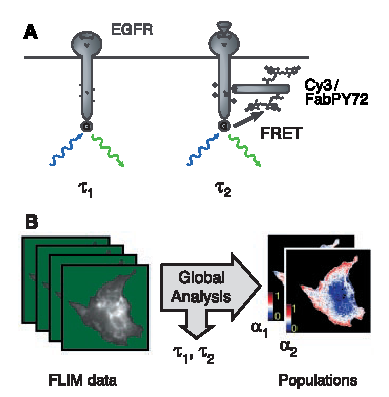 A
EGFR
Cy3/
FabPY72
G
G
FRET
τ1
τ2
B
Global
Analysis
1
0
1
0
α1
α2
τ1, τ2
FLIM data
Populations